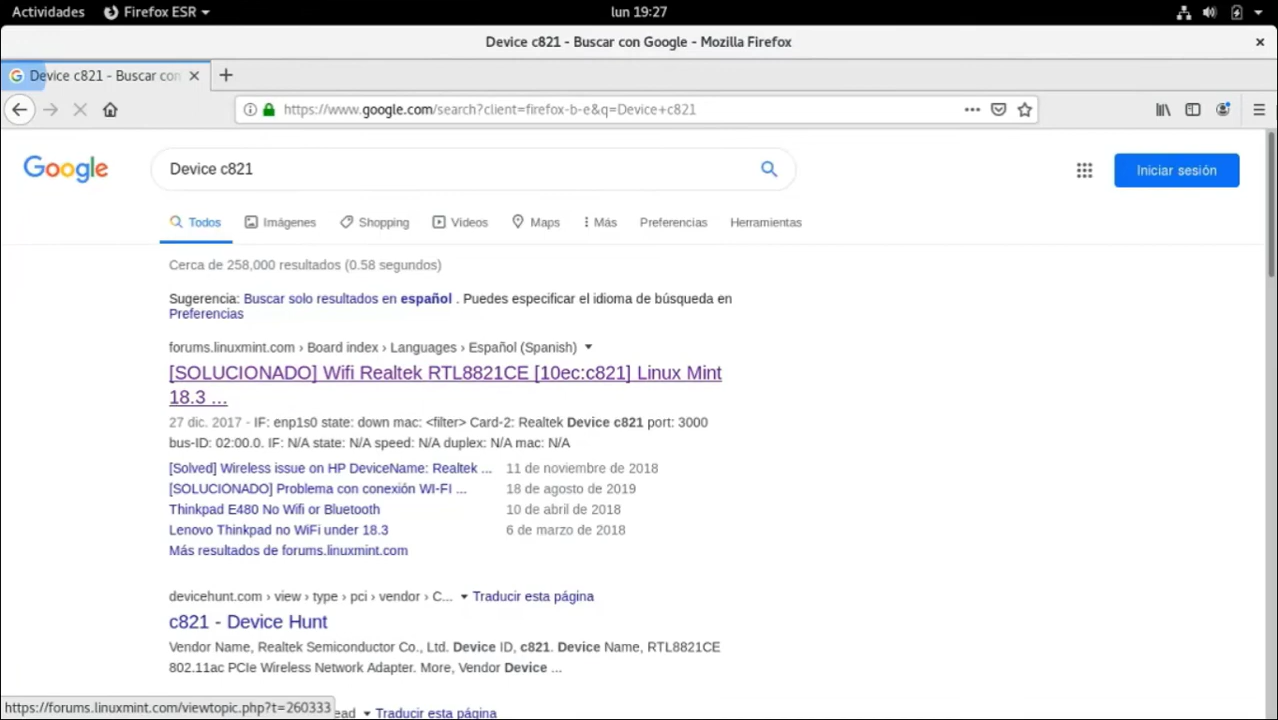 Actividades Firefox ESR lun 19:27
Device c821 - Buscar con Google - Mozilla Firefox
Device c821 - Buscar con
https://www.google.com/search?client=firefox-b-e&q=Device+c821
Google Device c821 Iniciar sesión
Todos Imágenes Shopping Videos Maps Más Preferencias Herramientas
Cerca de 258,000 resultados (0.58 segundos)
Sugerencia: Buscar solo resultados en español . Puedes especificar el idioma de búsqueda en
Preferencias
forums.linuxmint.com › Board index › Languages › Español (Spanish)
[SOLUCIONADO] Wifi Realtek RTL8821CE [10ec:c821] Linux Mint
18.3 ...
27 dic. 2017 - IF: enp1s0 state: down mac: <filter> Card-2: Realtek Device c821 port: 3000
bus-ID: 02:00.0. IF: N/A state: N/A speed: N/A duplex: N/A mac: N/A
[Solved] Wireless issue on HP DeviceName: Realtek ... 11 de noviembre de 2018
[SOLUCIONADO] Problema con conexión WI-FI ... 18 de agosto de 2019
Thinkpad E480 No Wifi or Bluetooth 10 de abril de 2018
Lenovo Thinkpad no WiFi under 18.3 6 de marzo de 2018
Más resultados de forums.linuxmint.com
devicehunt.com › view › type › pci › vendor › C... Traducir esta página
c821 - Device Hunt
Vendor Name, Realtek Semiconductor Co., Ltd. Device ID, c821. Device Name, RTL8821CE
802.11ac PCIe Wireless Network Adapter. More, Vendor Device ...
https://forums.linuxmint.com/viewtopic.php?t=260333 ead Traducir esta página